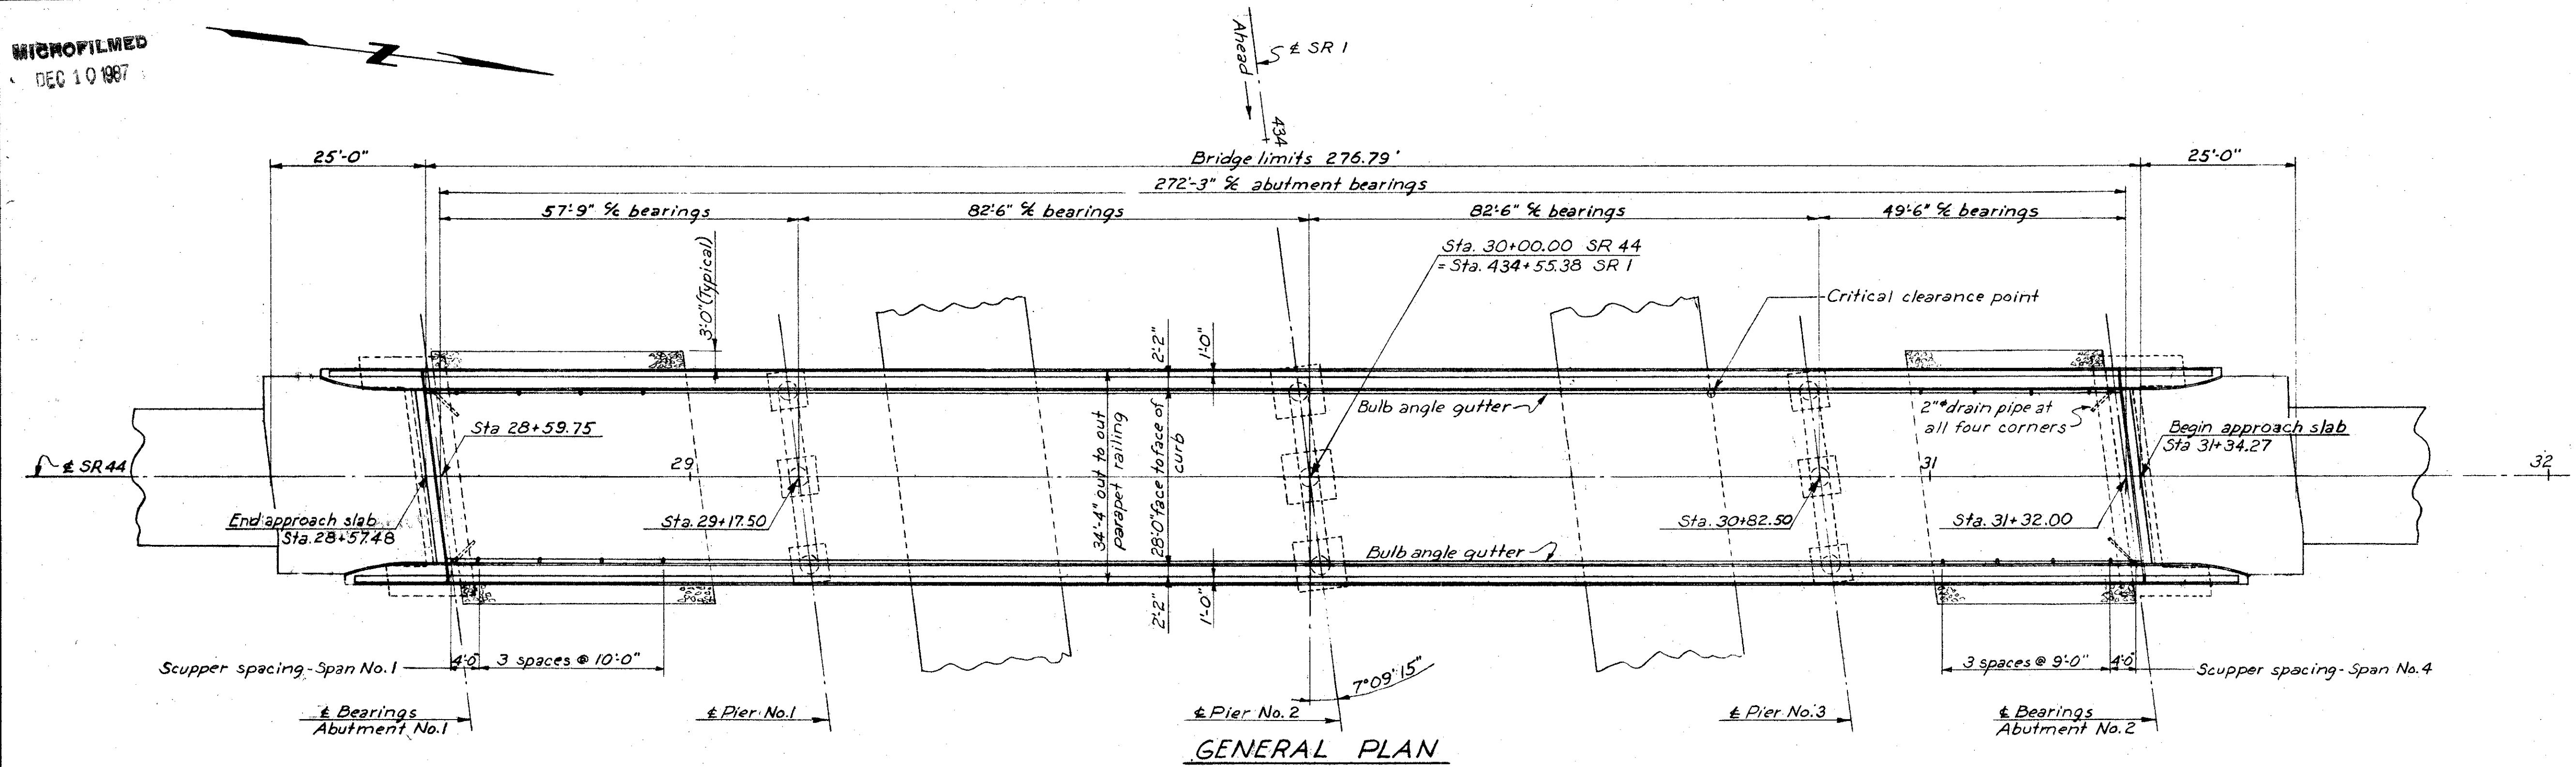 MICROFILMED
DEC 10 1987
Z
Ahead
℄ SR 1
434
25'-0"
Bridge limits 276.79'
25'-0"
272'-3" c/c abutment bearings
57'-9" c/c bearings
82'-6" c/c bearings
82'-6" c/c bearings
49'-6" c/c bearings
3'-0" (Typical)
Sta. 30+00.00 SR 44
= Sta. 434+55.38 SR 1
Critical clearance point
2'-2"
1'-0"
Bulb angle gutter
2"⌀ drain pipe at
all four corners
Sta 28+59.75
Begin approach slab
Sta 31+34.27
℄ SR 44
29
31
32
34'-4" out to out
parapet railing
28'-0" face to face of
curb
End approach slab
Sta. 28+57.48
Sta. 29+17.50
Sta. 30+82.50
Sta. 31+32.00
Bulb angle gutter
2'-2"
1'-0"
Scupper spacing-Span No. 1
4'-0"
3 spaces @ 10'-0"
7°09'15"
3 spaces @ 9'-0"
4'-0"
Scupper spacing-Span No. 4
℄ Bearings
Abutment No. 1
℄ Pier No. 1
℄ Pier No. 2
℄ Pier No. 3
℄ Bearings
Abutment No. 2
GENERAL PLAN